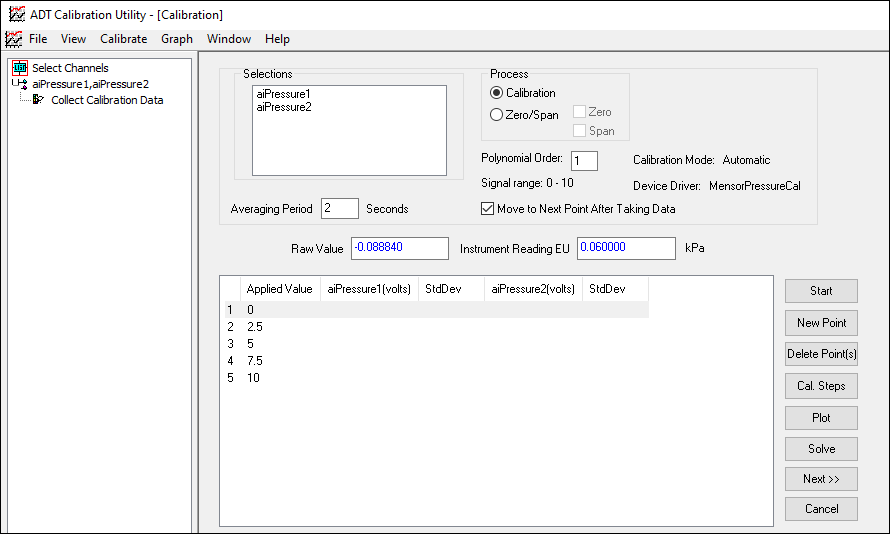 ADT Calibration Utility - [Calibration]
File View Calibrate Graph Window Help
LIST
Select Channels
aiPressure1,aiPressure2
Collect Calibration Data
Selections
aiPressure1
aiPressure2
Averaging Period 2 Seconds
Process
Calibration
Zero/Span
Zero
Span
Polynomial Order: 1
Calibration Mode: Automatic
Signal range: 0 - 10
Device Driver: MensorPressureCal
Move to Next Point After Taking Data
Raw Value -0.088840 Instrument Reading EU 0.060000 kPa
Applied Value aiPressure1(volts) StdDev aiPressure2(volts) StdDev
1 0
2 2.5
3 5
4 7.5
5 10
Start
New Point
Delete Point(s)
Cal. Steps
Plot
Solve
Next >>
Cancel